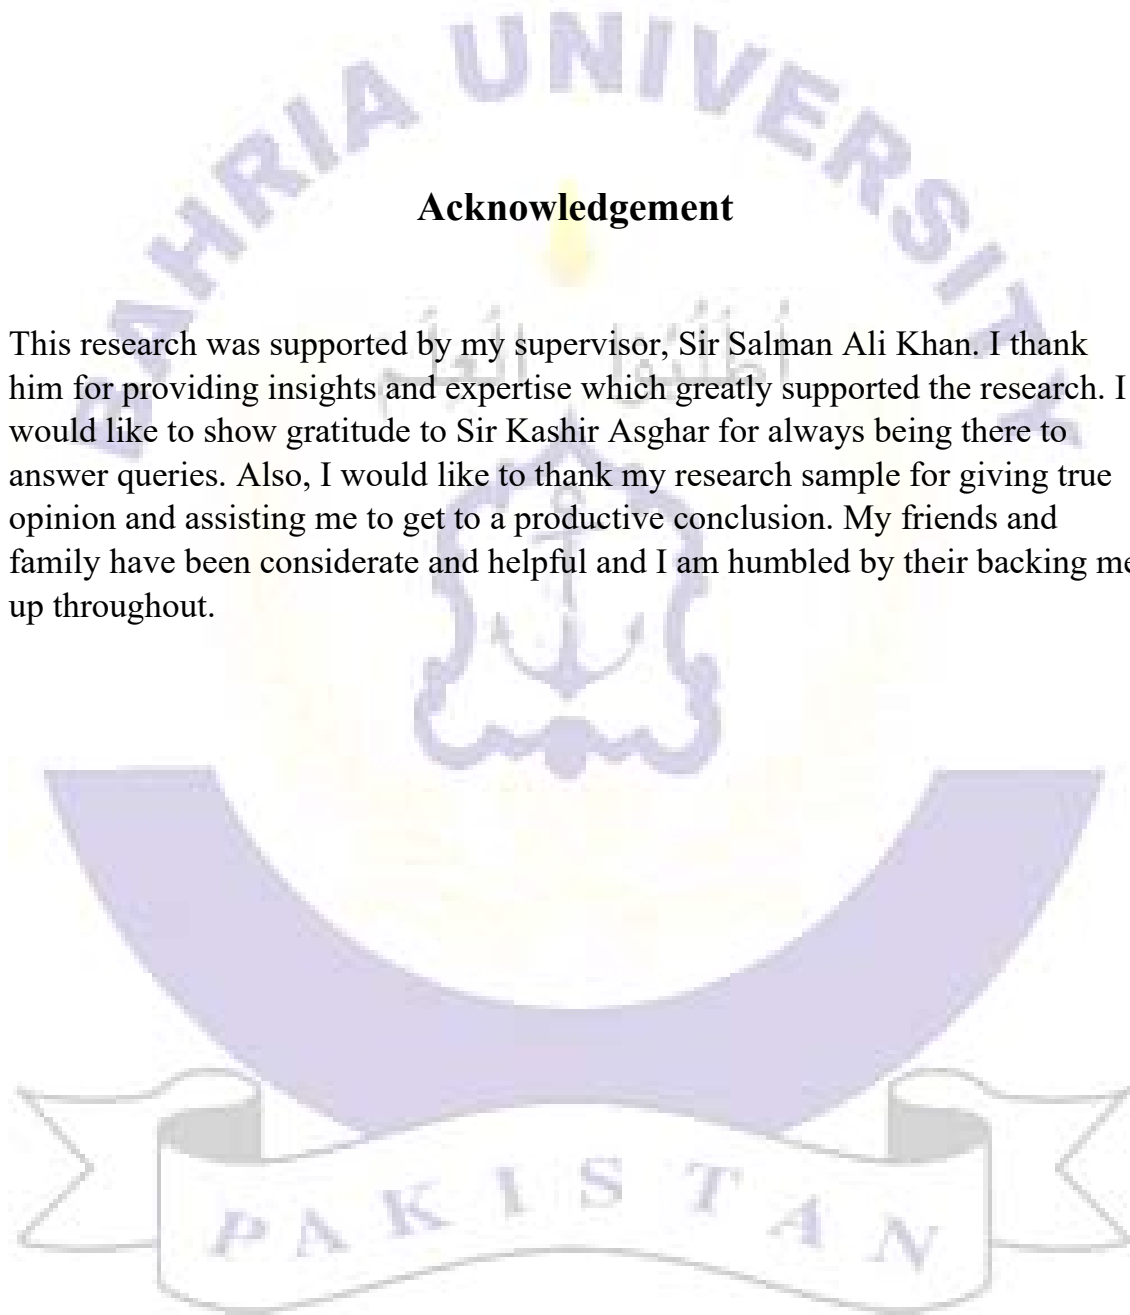 BAHRIA UNIVERSITY
Acknowledgement
This research was supported by my supervisor, Sir Salman Ali Khan. I thank
him for providing insights and expertise which greatly supported the research. I
would like to show gratitude to Sir Kashir Asghar for always being there to
answer queries. Also, I would like to thank my research sample for giving true
opinion and assisting me to get to a productive conclusion. My friends and
family have been considerate and helpful and I am humbled by their backing me
up throughout.
PAKISTAN